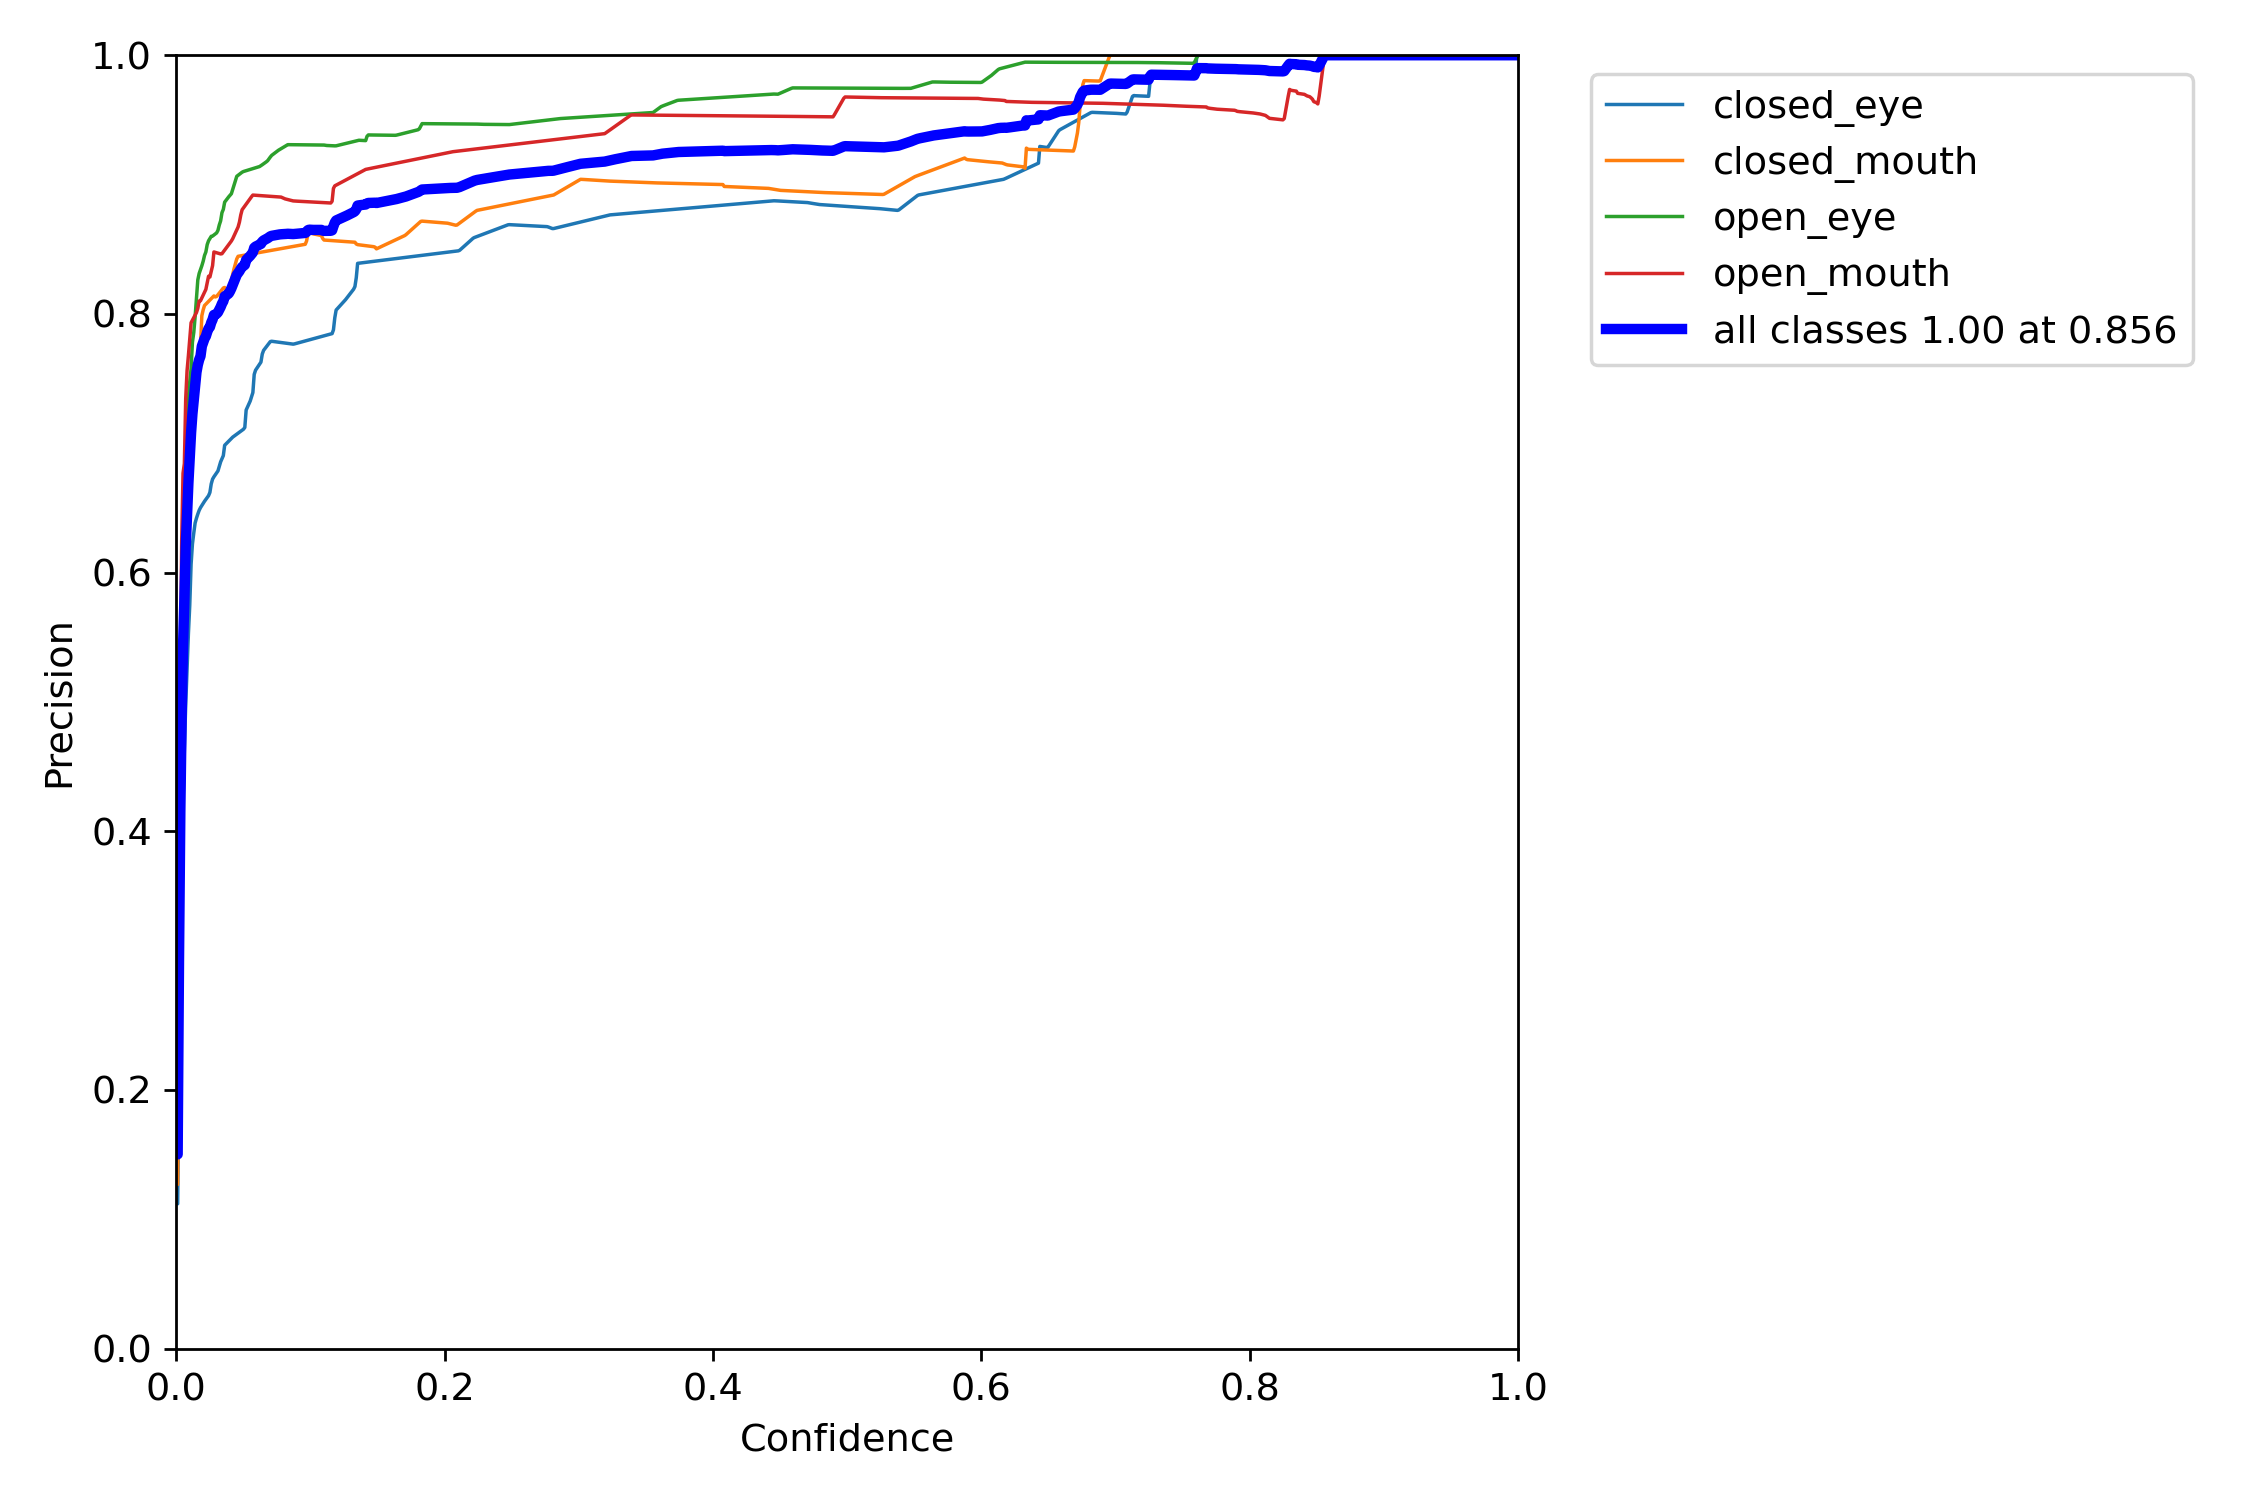 closed_eye
closed_mouth
open_eye
open_mouth
all classes 1.00 at 0.856
Precision
1.0
0.8
0.6
0.4
0.2
0.0
0.0 0.2 0.4 0.6 0.8 1.0
Confidence